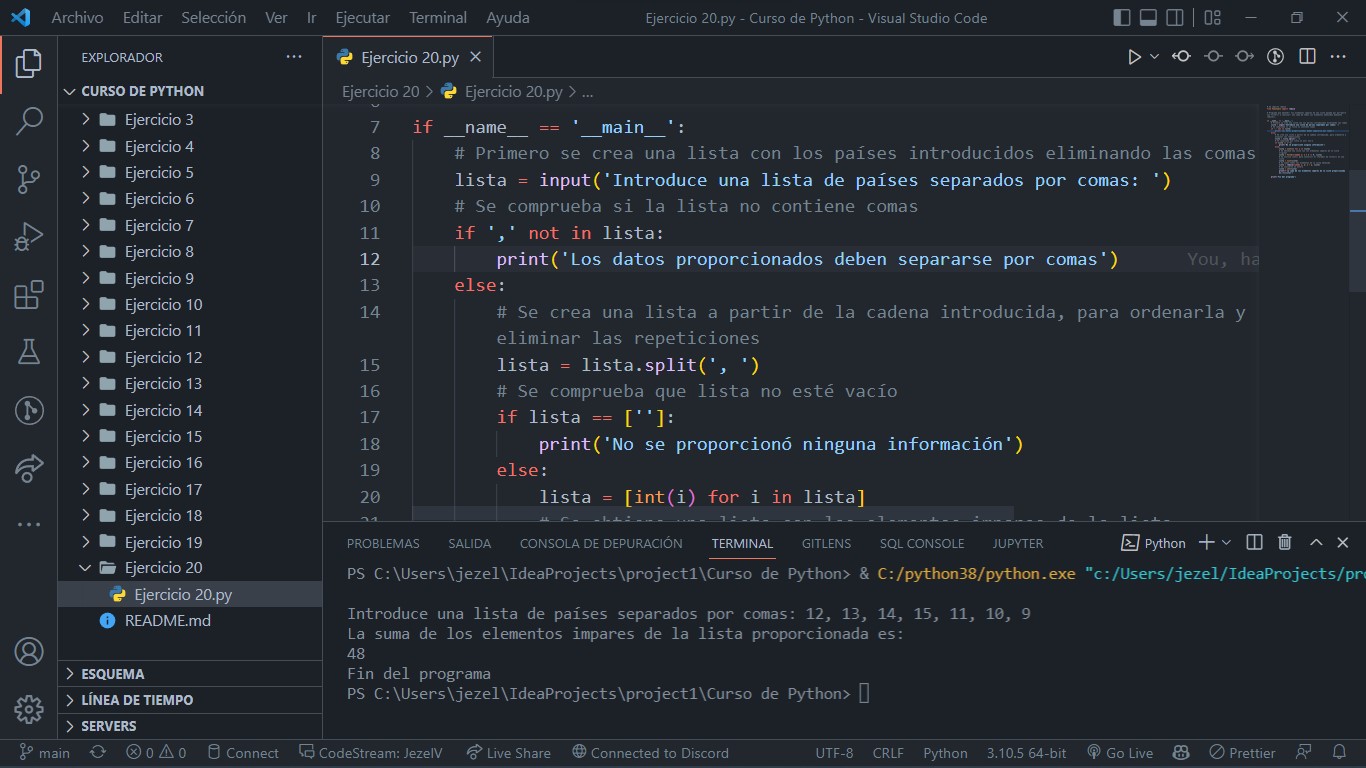 Archivo Editar Selección Ver Ir Ejecutar Terminal Ayuda Ejercicio 20.py - Curso de Python - Visual Studio Code
EXPLORADOR
CURSO DE PYTHON
Ejercicio 3
Ejercicio 4
Ejercicio 5
Ejercicio 6
Ejercicio 7
Ejercicio 8
Ejercicio 9
Ejercicio 10
Ejercicio 11
Ejercicio 12
Ejercicio 13
Ejercicio 14
Ejercicio 15
Ejercicio 16
Ejercicio 17
Ejercicio 18
Ejercicio 19
Ejercicio 20
Ejercicio 20.py
README.md
ESQUEMA
LÍNEA DE TIEMPO
SERVERS
Ejercicio 20.py
Ejercicio 20 > Ejercicio 20.py > ...
7 if __name__ == '__main__':
8 # Primero se crea una lista con los países introducidos eliminando las comas
9 lista = input('Introduce una lista de países separados por comas: ')
10 # Se comprueba si la lista no contiene comas
11 if ',' not in lista:
12 print('Los datos proporcionados deben separarse por comas') You, ha
13 else:
14 # Se crea una lista a partir de la cadena introducida, para ordenarla y
eliminar las repeticiones
15 lista = lista.split(', ')
16 # Se comprueba que lista no esté vacío
17 if lista == ['']:
18 print('No se proporcionó ninguna información')
19 else:
20 lista = [int(i) for i in lista]
PROBLEMAS SALIDA CONSOLA DE DEPURACIÓN TERMINAL GITLENS SQL CONSOLE JUPYTER Python
PS C:\Users\jezel\IdeaProjects\project1\Curso de Python> & C:/python38/python.exe "c:/Users/jezel/IdeaProjects/pro
Introduce una lista de países separados por comas: 12, 13, 14, 15, 11, 10, 9
La suma de los elementos impares de la lista proporcionada es:
48
Fin del programa
PS C:\Users\jezel\IdeaProjects\project1\Curso de Python>
main 0 0 Connect CodeStream: JezelV Live Share Connected to Discord UTF-8 CRLF Python 3.10.5 64-bit Go Live Prettier